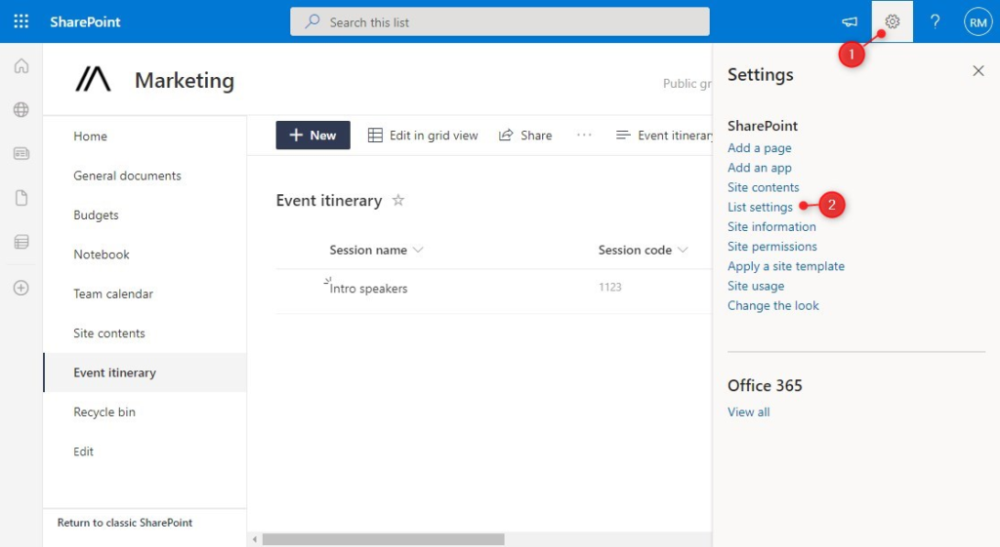 SharePoint
Search this list
?
RM
1
Marketing
Public gr
Home
General documents
Budgets
Notebook
Team calendar
Site contents
Event itinerary
Recycle bin
Edit
Return to classic SharePoint
+ New
Edit in grid view
Share
···
Event itinerary
Event itinerary
Session name
Session code
Intro speakers
1123
Settings
SharePoint
Add a page
Add an app
Site contents
List settings
2
Site information
Site permissions
Apply a site template
Site usage
Change the look
Office 365
View all